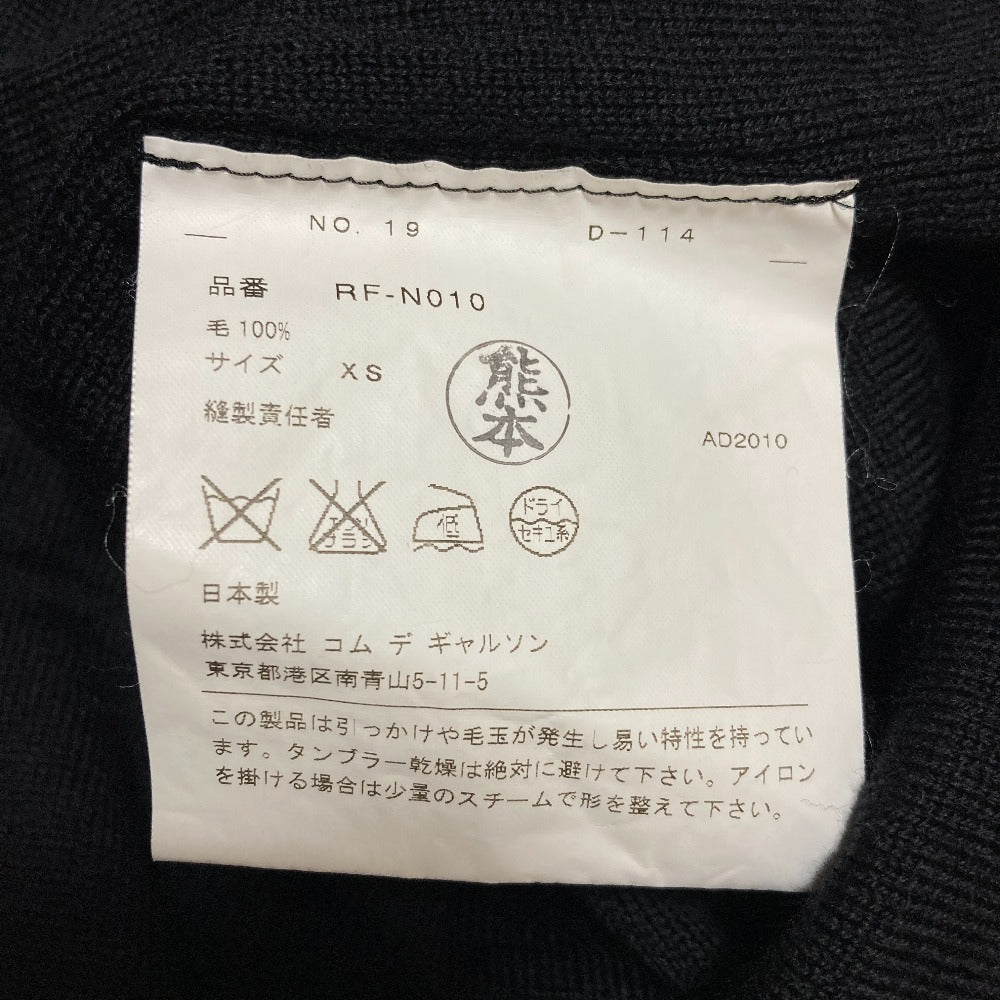 NO. 19 D-114
品番 RF-N010
毛 100%
サイズ XS
縫製責任者
熊本
AD2010
低
ドライ
セキユ系
日本製
株式会社 コム デ ギャルソン
東京都港区南青山5-11-5
この製品は引っかけや毛玉が発生し易い特性を持ってい
ます。タンブラー乾燥は絶対に避けて下さい。アイロン
を掛ける場合は少量のスチームで形を整えて下さい。